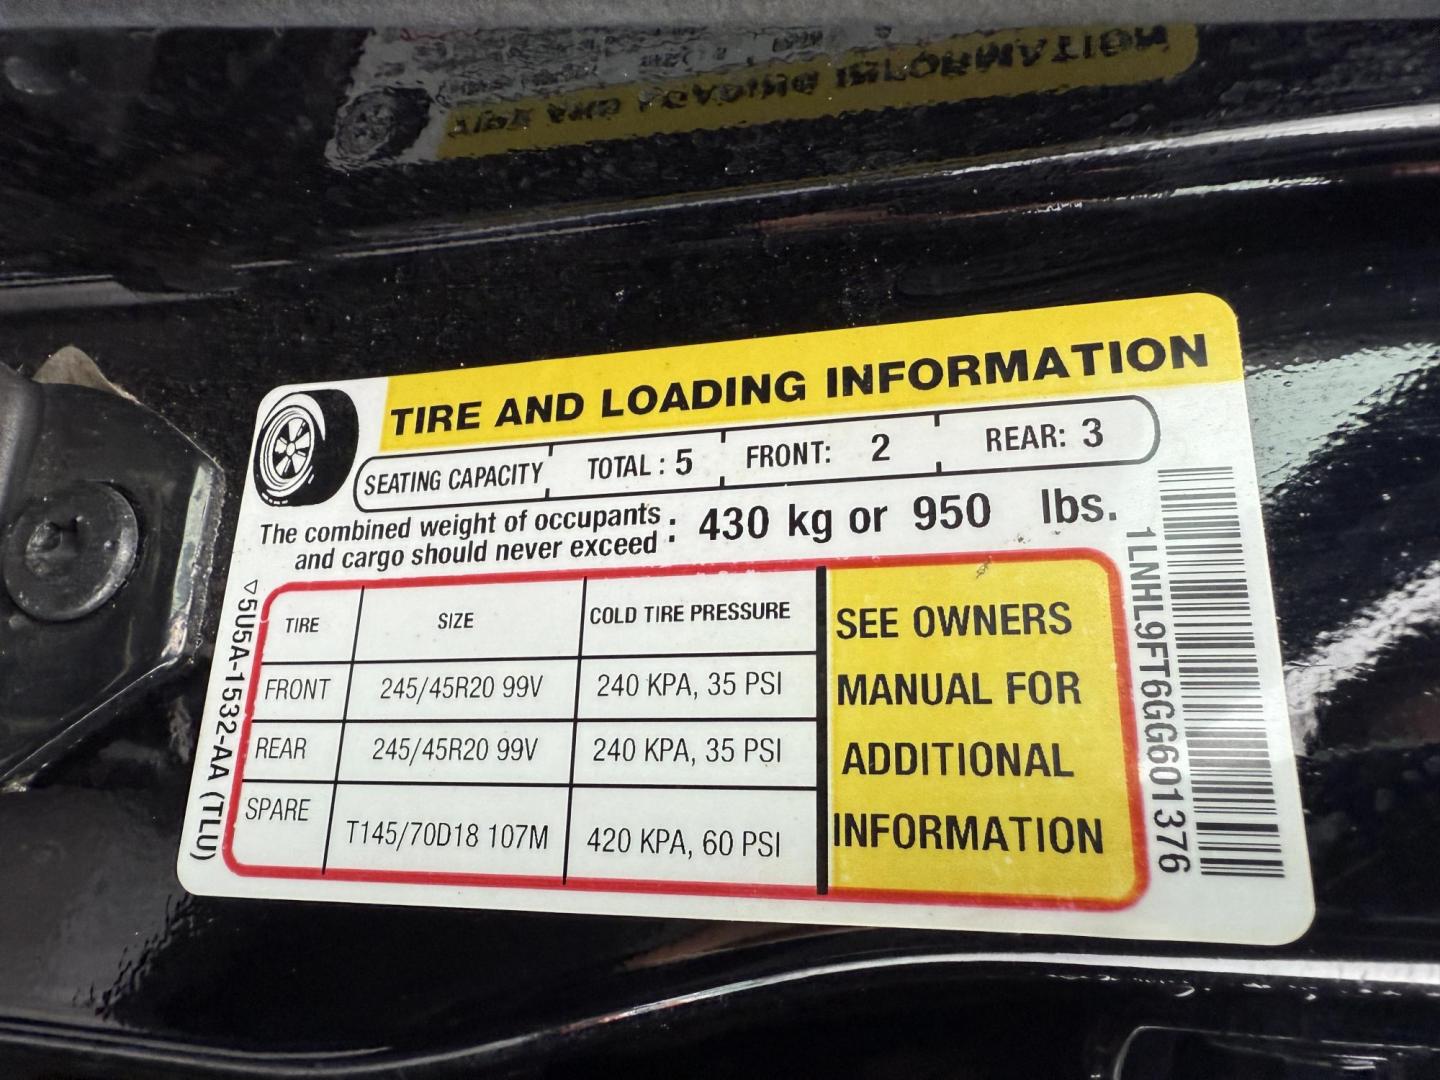 TIRE AND LOADING INFORMATION
SEATING CAPACITY TOTAL : 5 FRONT: 2 REAR: 3
The combined weight of occupants
and cargo should never exceed : 430 kg or 950 lbs.
TIRE SIZE COLD TIRE PRESSURE
FRONT 245/45R20 99V 240 KPA, 35 PSI
REAR 245/45R20 99V 240 KPA, 35 PSI
SPARE T145/70D18 107M 420 KPA, 60 PSI
SEE OWNERS
MANUAL FOR
ADDITIONAL
INFORMATION
▽5U5A-1532-AA (TLU)
1LNHL9FT6GG601376